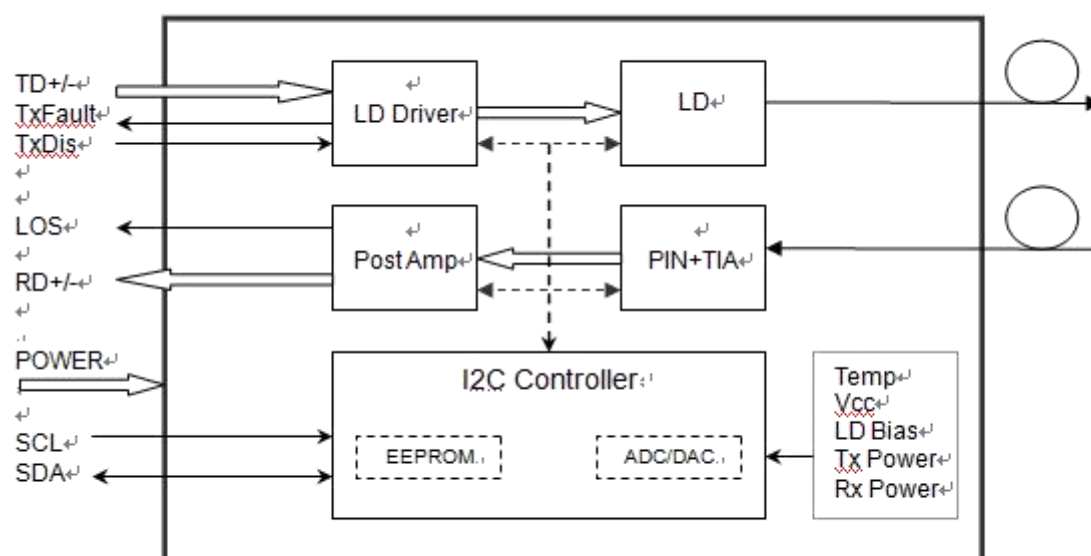 TD+/-
TxFault
TxDis
LOS
RD+/-
POWER
SCL
SDA
LD Driver
LD
Post Amp
PIN+TIA
I2C Controller
EEPROM
ADC/DAC
Temp
Vcc
LD Bias
Tx Power
Rx Power